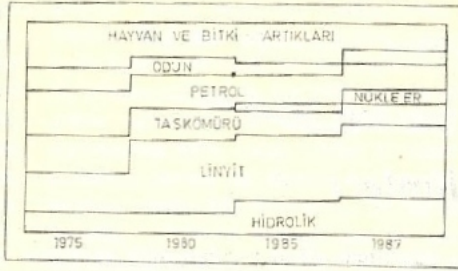 HAYVAN VE BİTKİ ARTIKLARI
ODUN
PETROL
NÜKLEER
TAŞKÖMÜRÜ
LİNYİT
HİDROLİK
1975 1980 1985 1987